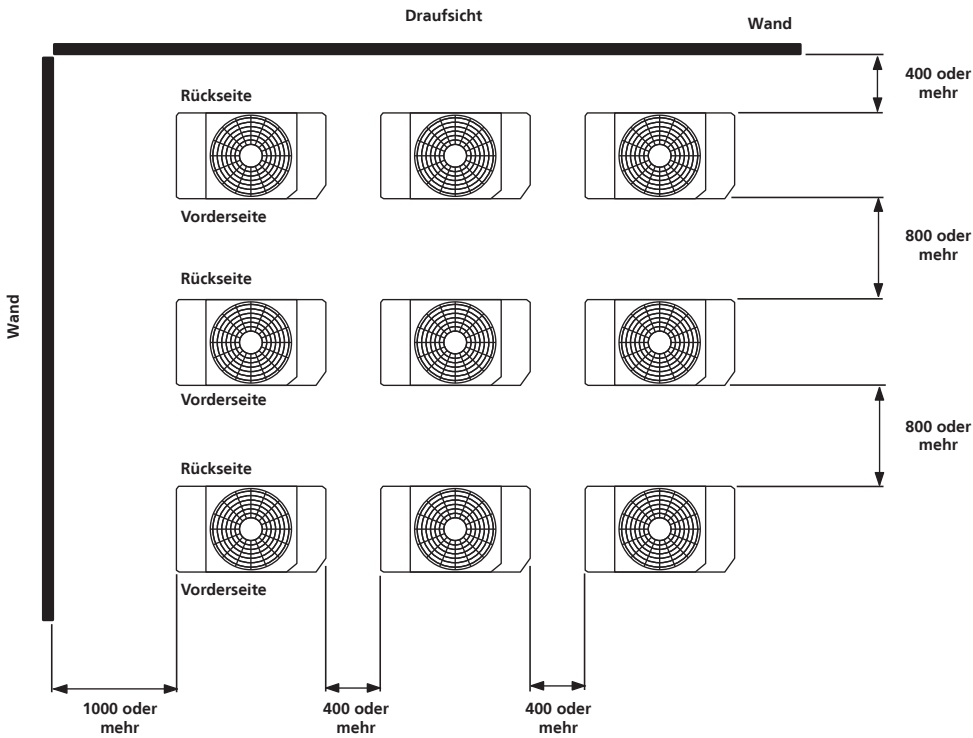 Draufsicht
Wand
400 oder
mehr
Rückseite
Vorderseite
800 oder
mehr
Rückseite
Wand
Vorderseite
800 oder
mehr
Rückseite
Vorderseite
1000 oder
mehr
400 oder
mehr
400 oder
mehr